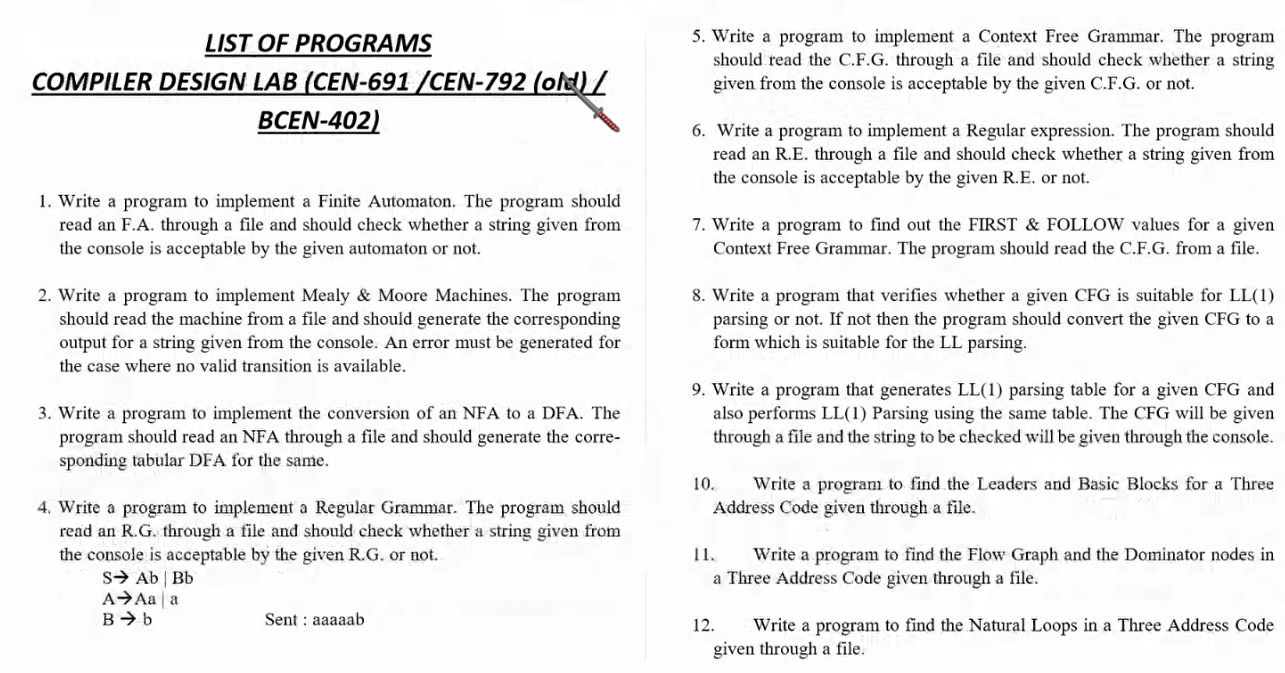 LIST OF PROGRAMS
COMPILER DESIGN LAB (CEN-691 /CEN-792 (old) /
BCEN-402)
1. Write a program to implement a Finite Automaton. The program should
read an F.A. through a file and should check whether a string given from
the console is acceptable by the given automaton or not.
2. Write a program to implement Mealy & Moore Machines. The program
should read the machine from a file and should generate the corresponding
output for a string given from the console. An error must be generated for
the case where no valid transition is available.
3. Write a program to implement the conversion of an NFA to a DFA. The
program should read an NFA through a file and should generate the corre-
sponding tabular DFA for the same.
4. Write a program to implement a Regular Grammar. The program should
read an R.G. through a file and should check whether a string given from
the console is acceptable by the given R.G. or not.
S→ Ab | Bb
A→Aa | a
B → b Sent : aaaaab
5. Write a program to implement a Context Free Grammar. The program
should read the C.F.G. through a file and should check whether a string
given from the console is acceptable by the given C.F.G. or not.
6. Write a program to implement a Regular expression. The program should
read an R.E. through a file and should check whether a string given from
the console is acceptable by the given R.E. or not.
7. Write a program to find out the FIRST & FOLLOW values for a given
Context Free Grammar. The program should read the C.F.G. from a file.
8. Write a program that verifies whether a given CFG is suitable for LL(1)
parsing or not. If not then the program should convert the given CFG to a
form which is suitable for the LL parsing.
9. Write a program that generates LL(1) parsing table for a given CFG and
also performs LL(1) Parsing using the same table. The CFG will be given
through a file and the string to be checked will be given through the console.
10. Write a program to find the Leaders and Basic Blocks for a Three
Address Code given through a file.
11. Write a program to find the Flow Graph and the Dominator nodes in
a Three Address Code given through a file.
12. Write a program to find the Natural Loops in a Three Address Code
given through a file.